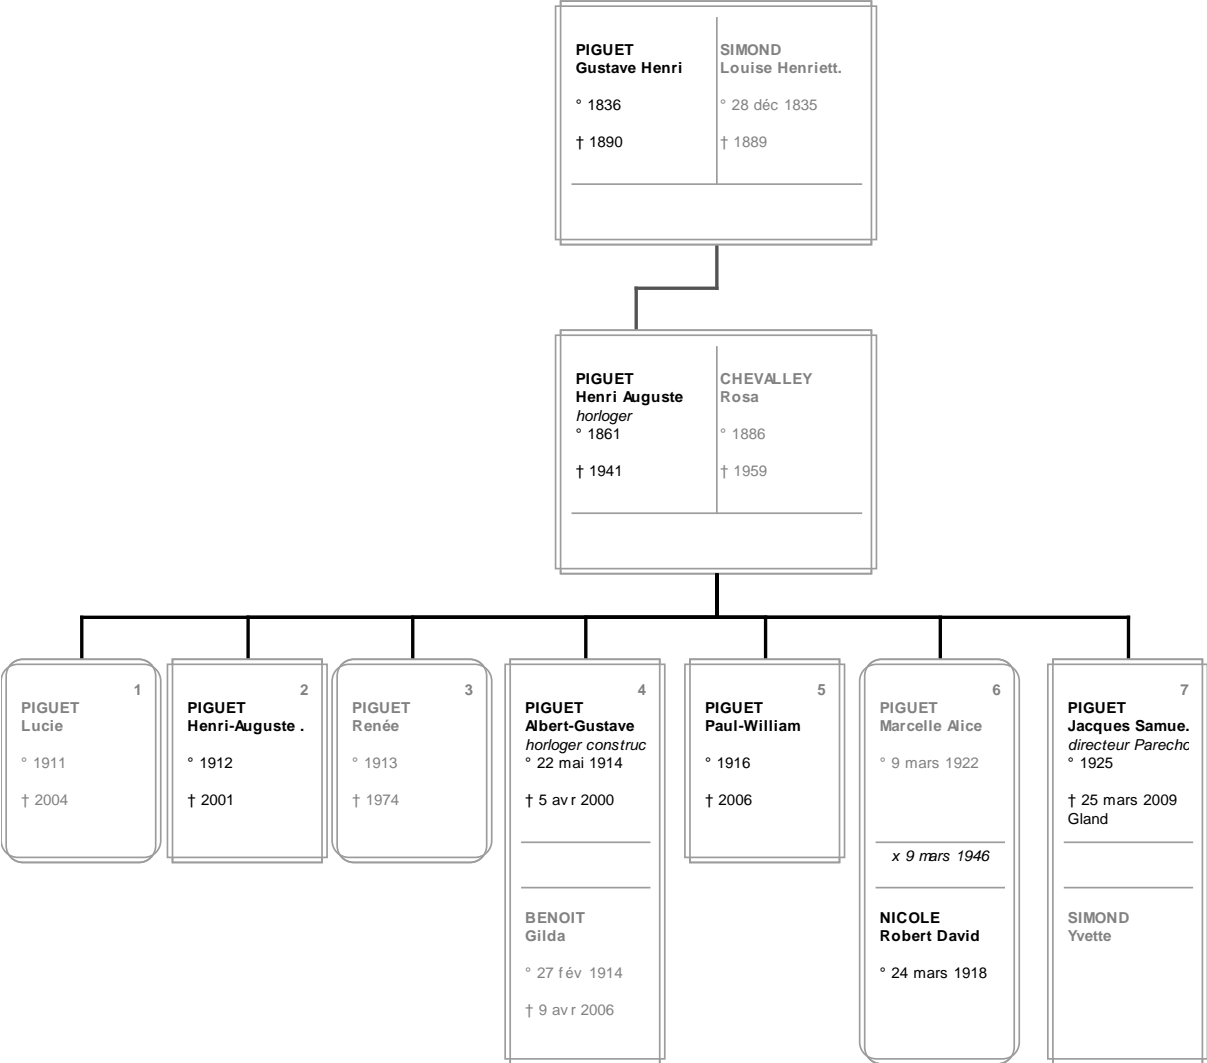 PIGUET
Gustave Henri
° 1836
† 1890
SIMOND
Louise Henriett.
° 28 déc 1835
† 1889
PIGUET
Henri Auguste
horloger
° 1861
† 1941
CHEVALLEY
Rosa
° 1886
† 1959
1
PIGUET
Lucie
° 1911
† 2004
2
PIGUET
Henri-Auguste .
° 1912
† 2001
3
PIGUET
Renée
° 1913
† 1974
4
PIGUET
Albert-Gustave
horloger construc
° 22 mai 1914
† 5 avr 2000
BENOIT
Gilda
° 27 fév 1914
† 9 avr 2006
5
PIGUET
Paul-William
° 1916
† 2006
6
PIGUET
Marcelle Alice
° 9 mars 1922
x 9 mars 1946
NICOLE
Robert David
° 24 mars 1918
7
PIGUET
Jacques Samue.
directeur Parecho
° 1925
† 25 mars 2009
Gland
SIMOND
Yvette